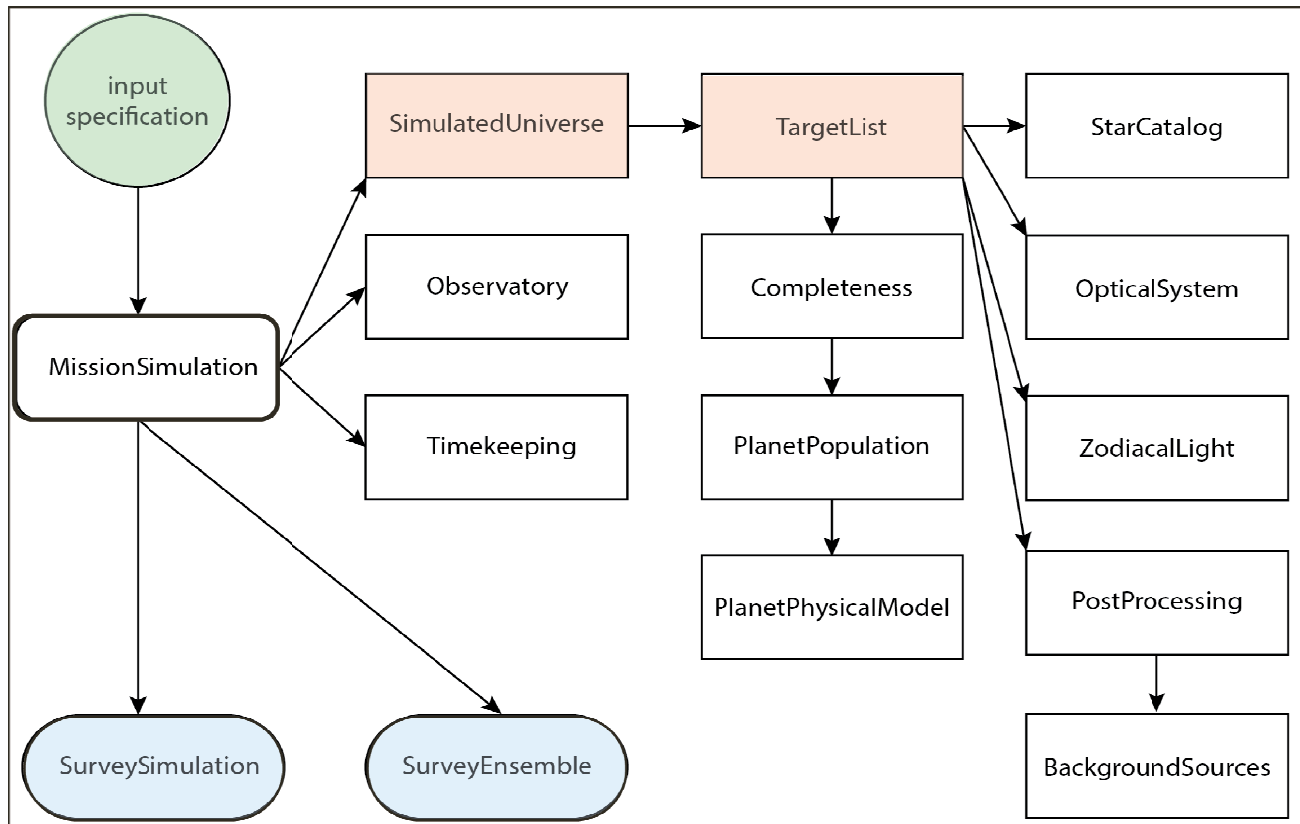 input
specification
SimulatedUniverse
TargetList
StarCatalog
Observatory
Completeness
OpticalSystem
MissionSimulation
Timekeeping
PlanetPopulation
ZodiacalLight
PlanetPhysicalModel
PostProcessing
SurveySimulation
SurveyEnsemble
BackgroundSources